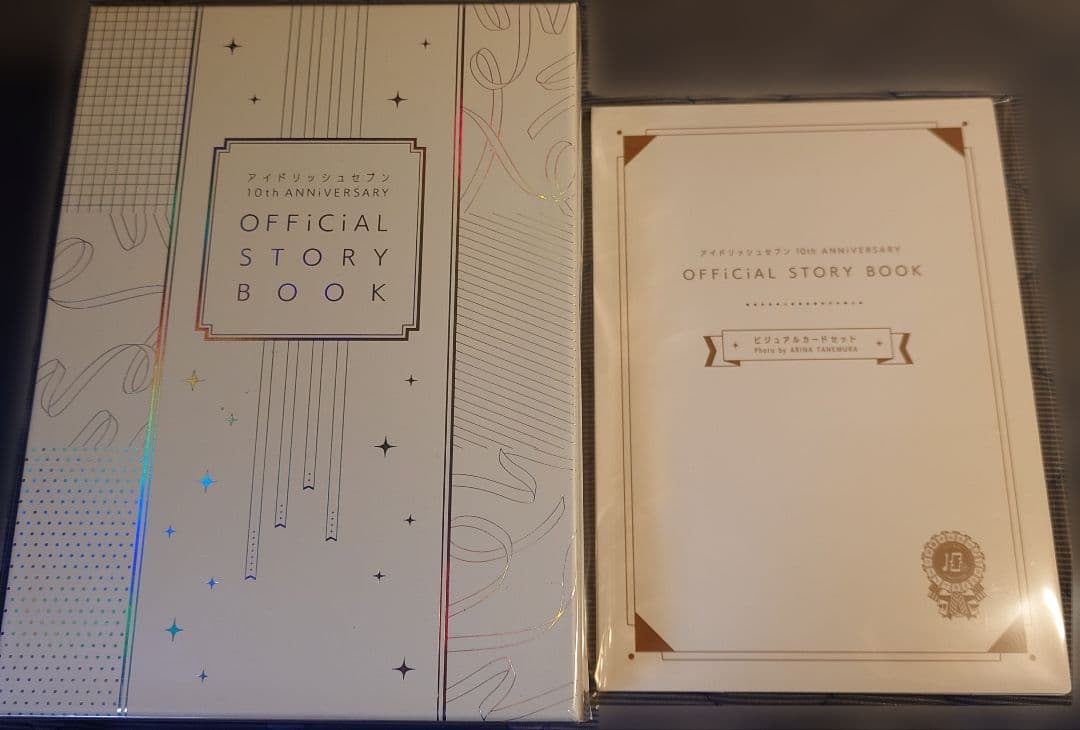 アイドリッシュセブン
10th ANNiVERSARY
OFFiCiAL
STORY
BOOK
アイドリッシュセブン 10th ANNiVERSARY
OFFiCiAL STORY BOOK
ビジュアルカードセット
Photo by ARINA TANEMURA
10